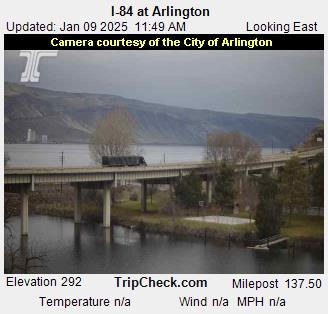 I-84 at Arlington
Updated: Jan 09 2025 11:49 AM Looking East
Camera courtesy of the City of Arlington
Elevation 292 TripCheck.com Milepost 137.50
Temperature n/a Wind n/a MPH n/a